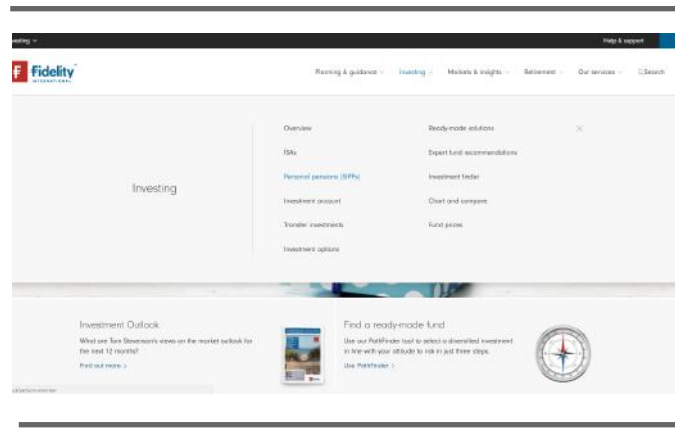 Help & support
Fidelity
INTERNATIONAL
Planning & guidance
Investing
Markets & insights
Retirement
Our services
Search
Investing
Overview
ISAs
Personal pensions (SIPPs)
Investment account
Transfer investments
Investment options
Ready-made solutions
Expert fund recommendations
Investment finder
Chart and compare
Fund prices
Investment Outlook
What are Tom Stevenson's views on the market outlook for
the next 12 months?
Find out more >
Find a ready-made fund
Use our PathFinder tool to select a diversified investment
in line with your attitude to risk in just three steps.
Use PathFinder >